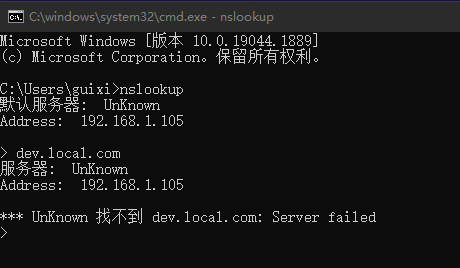 C:\windows\system32\cmd.exe - nslookup
Microsoft Windows [版本 10.0.19044.1889]
(c) Microsoft Corporation。保留所有权利。
C:\Users\guixi>nslookup
默认服务器:  UnKnown
Address:  192.168.1.105
> dev.local.com
服务器:  UnKnown
Address:  192.168.1.105
*** UnKnown 找不到 dev.local.com: Server failed
>